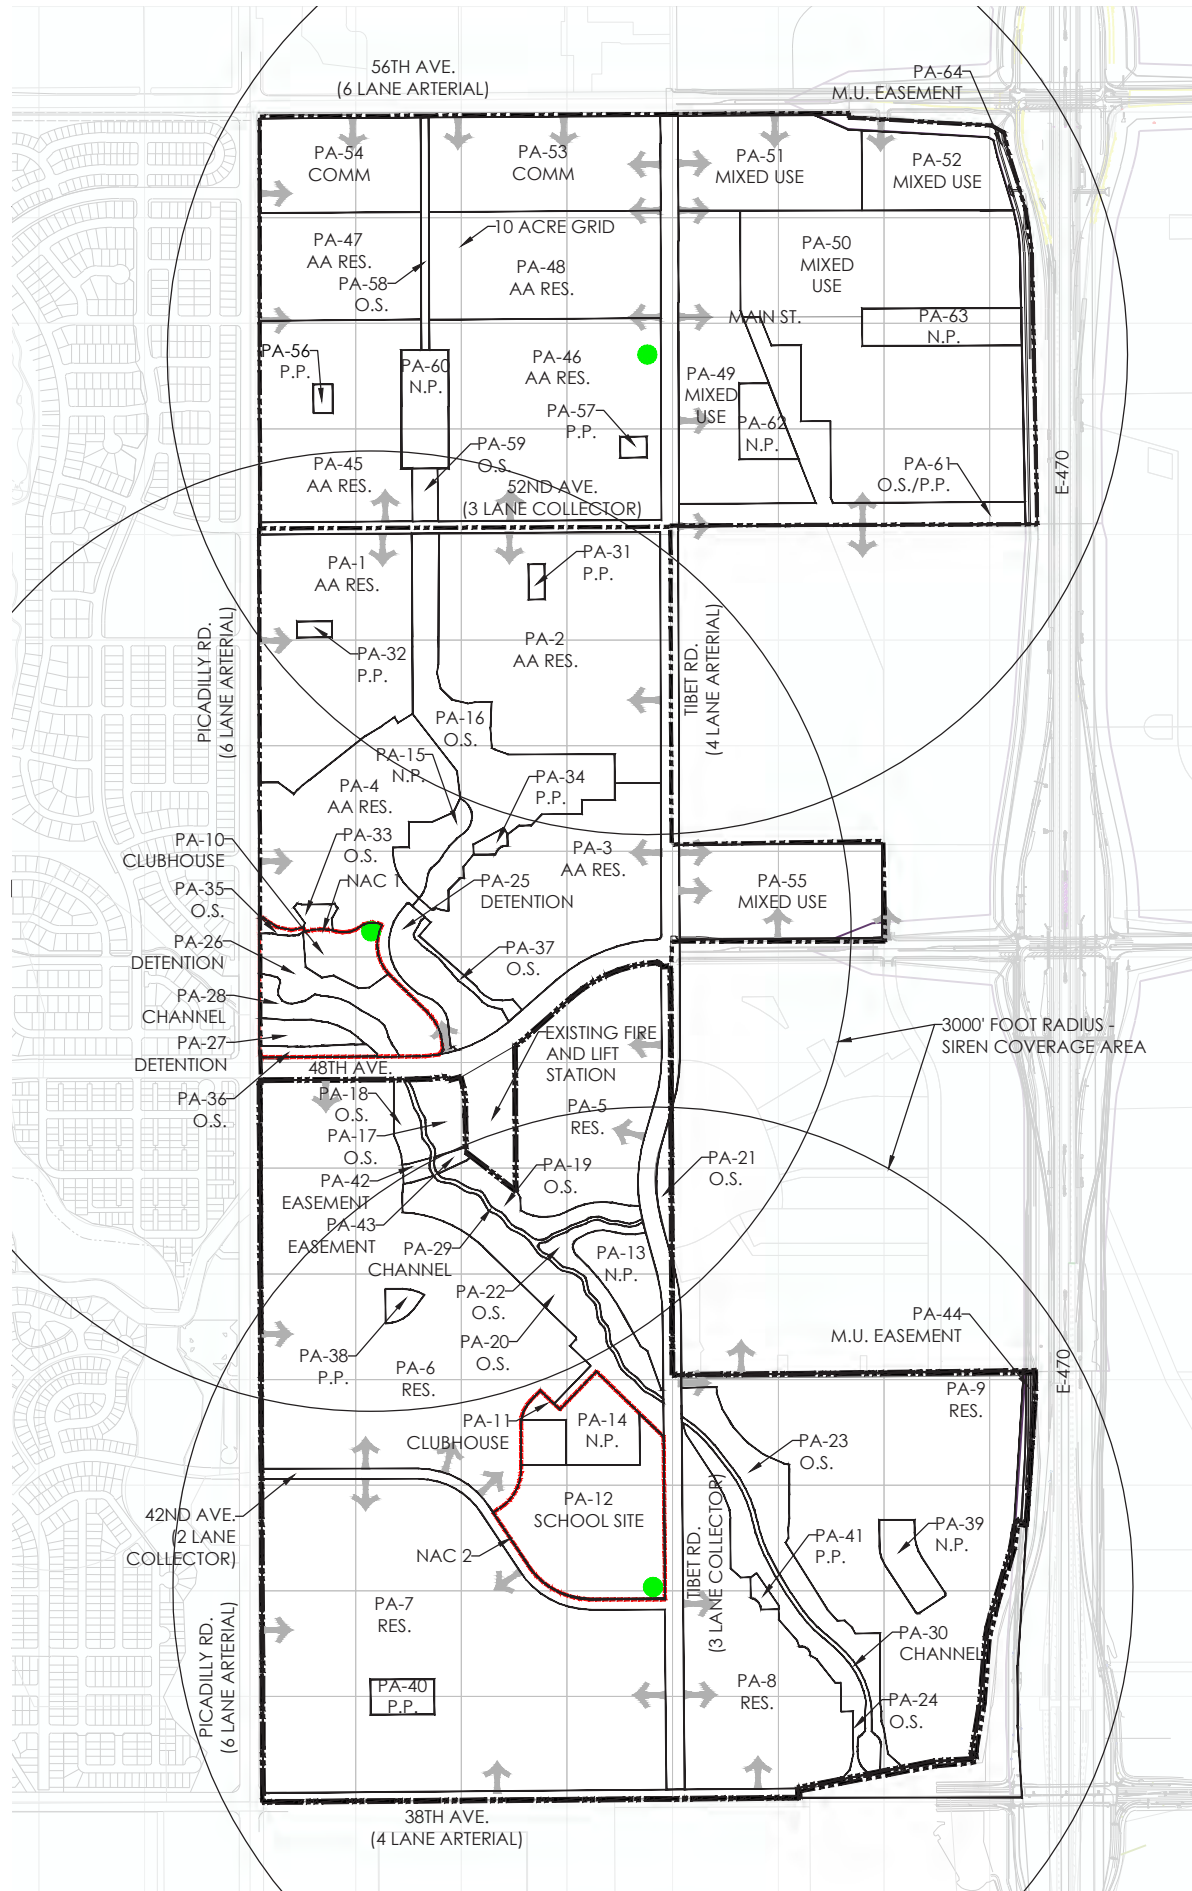 56TH AVE.
(6 LANE ARTERIAL)
PA-64
M.U. EASEMENT
PA-54
COMM
PA-53
COMM
PA-51
MIXED USE
PA-52
MIXED USE
10 ACRE GRID
PA-47
AA RES.
PA-58
O.S.
PA-48
AA RES.
PA-50
MIXED
USE
MAIN ST.
PA-63
N.P.
PA-56
P.P.
PA-60
N.P.
PA-46
AA RES.
PA-49
MIXED
USE
PA-57
P.P.
PA-62
N.P.
PA-59
O.S.
PA-45
AA RES.
52ND AVE.
(3 LANE COLLECTOR)
PA-61
O.S./P.P.
E-470
PA-1
AA RES.
PA-31
P.P.
PA-32
P.P.
PA-2
AA RES.
PICADILLY RD.
(6 LANE ARTERIAL)
TIBET RD.
(4 LANE ARTERIAL)
PA-16
O.S.
PA-15
N.P.
PA-34
P.P.
PA-4
AA RES.
PA-10
CLUBHOUSE
PA-33
O.S.
PA-3
AA RES.
NAC 1
PA-35
O.S.
PA-25
DETENTION
PA-55
MIXED USE
PA-26
DETENTION
PA-37
O.S.
PA-28
CHANNEL
PA-27
DETENTION
EXISTING FIRE
AND LIFT
STATION
3000' FOOT RADIUS -
SIREN COVERAGE AREA
48TH AVE.
PA-36
O.S.
PA-18
O.S.
PA-5
RES.
PA-17
O.S.
PA-19
O.S.
PA-21
O.S.
PA-42
EASEMENT
PA-43
EASEMENT
PA-29
CHANNEL
PA-13
N.P.
PA-22
O.S.
PA-20
O.S.
PA-44
M.U. EASEMENT
PA-38
P.P.
PA-6
RES.
E-470
PA-9
RES.
PA-11
CLUBHOUSE
PA-14
N.P.
PA-23
O.S.
PA-12
SCHOOL SITE
42ND AVE.
(2 LANE
COLLECTOR)
NAC 2
TIBET RD.
(3 LANE COLLECTOR)
PA-41
P.P.
PA-39
N.P.
PA-7
RES.
PICADILLY RD.
(6 LANE ARTERIAL)
PA-30
CHANNEL
PA-40
P.P.
PA-8
RES.
PA-24
O.S.
38TH AVE.
(4 LANE ARTERIAL)